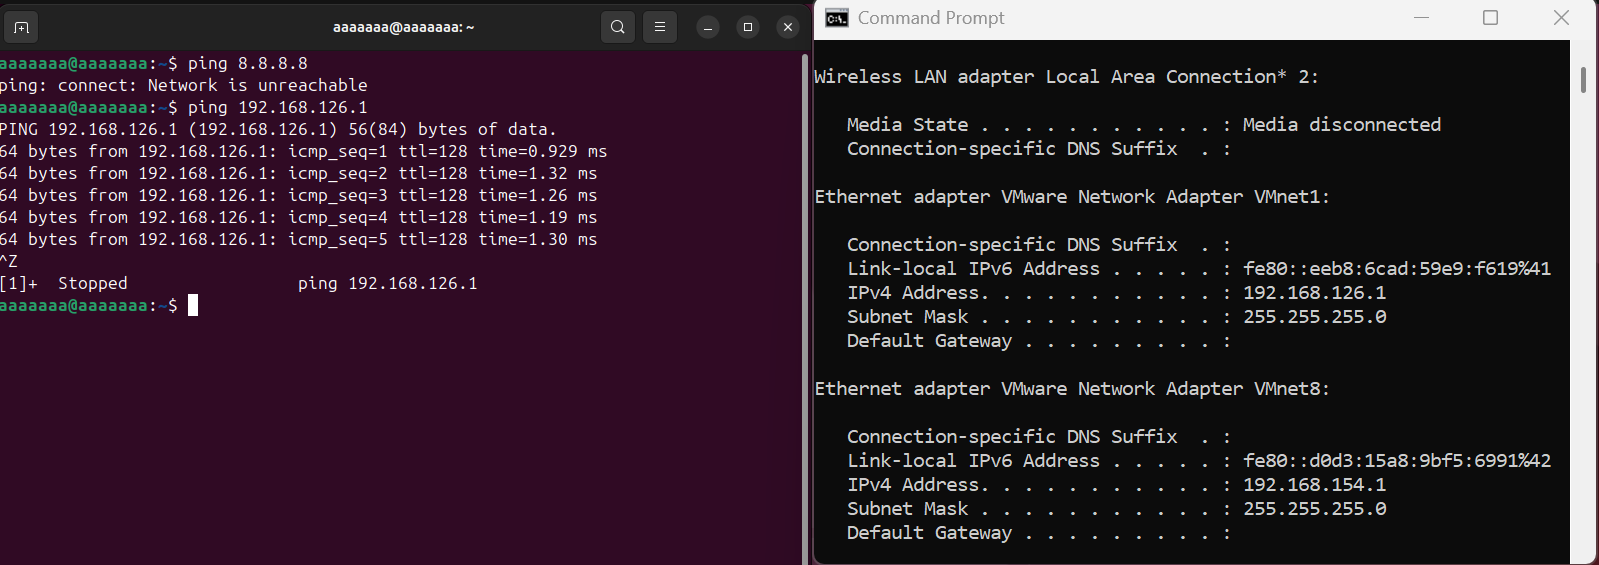 aaaaaaa@aaaaaaa: ~
aaaaaaa@aaaaaaa:~$ ping 8.8.8.8
ping: connect: Network is unreachable
aaaaaaa@aaaaaaa:~$ ping 192.168.126.1
PING 192.168.126.1 (192.168.126.1) 56(84) bytes of data.
64 bytes from 192.168.126.1: icmp_seq=1 ttl=128 time=0.929 ms
64 bytes from 192.168.126.1: icmp_seq=2 ttl=128 time=1.32 ms
64 bytes from 192.168.126.1: icmp_seq=3 ttl=128 time=1.26 ms
64 bytes from 192.168.126.1: icmp_seq=4 ttl=128 time=1.19 ms
64 bytes from 192.168.126.1: icmp_seq=5 ttl=128 time=1.30 ms
^Z
[1]+  Stopped                 ping 192.168.126.1
aaaaaaa@aaaaaaa:~$
Command Prompt
Wireless LAN adapter Local Area Connection* 2:
Media State . . . . . . . . . . . : Media disconnected
Connection-specific DNS Suffix  . :
Ethernet adapter VMware Network Adapter VMnet1:
Connection-specific DNS Suffix  . :
Link-local IPv6 Address . . . . . : fe80::eeb8:6cad:59e9:f619%41
IPv4 Address. . . . . . . . . . . : 192.168.126.1
Subnet Mask . . . . . . . . . . . : 255.255.255.0
Default Gateway . . . . . . . . . :
Ethernet adapter VMware Network Adapter VMnet8:
Connection-specific DNS Suffix  . :
Link-local IPv6 Address . . . . . : fe80::d0d3:15a8:9bf5:6991%42
IPv4 Address. . . . . . . . . . . : 192.168.154.1
Subnet Mask . . . . . . . . . . . : 255.255.255.0
Default Gateway . . . . . . . . . :